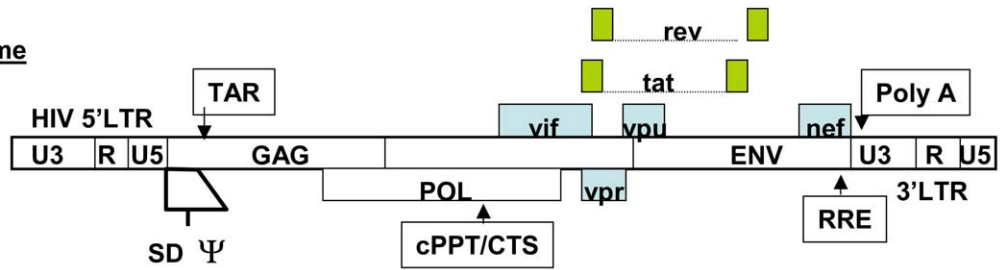 rev
me
tat
TAR
Poly A
HIV 5'LTR
vif
vpu
nef
U3 R U5 GAG ENV U3 R U5
POL
vpr
3'LTR
SD Ψ
cPPT/CTS
RRE